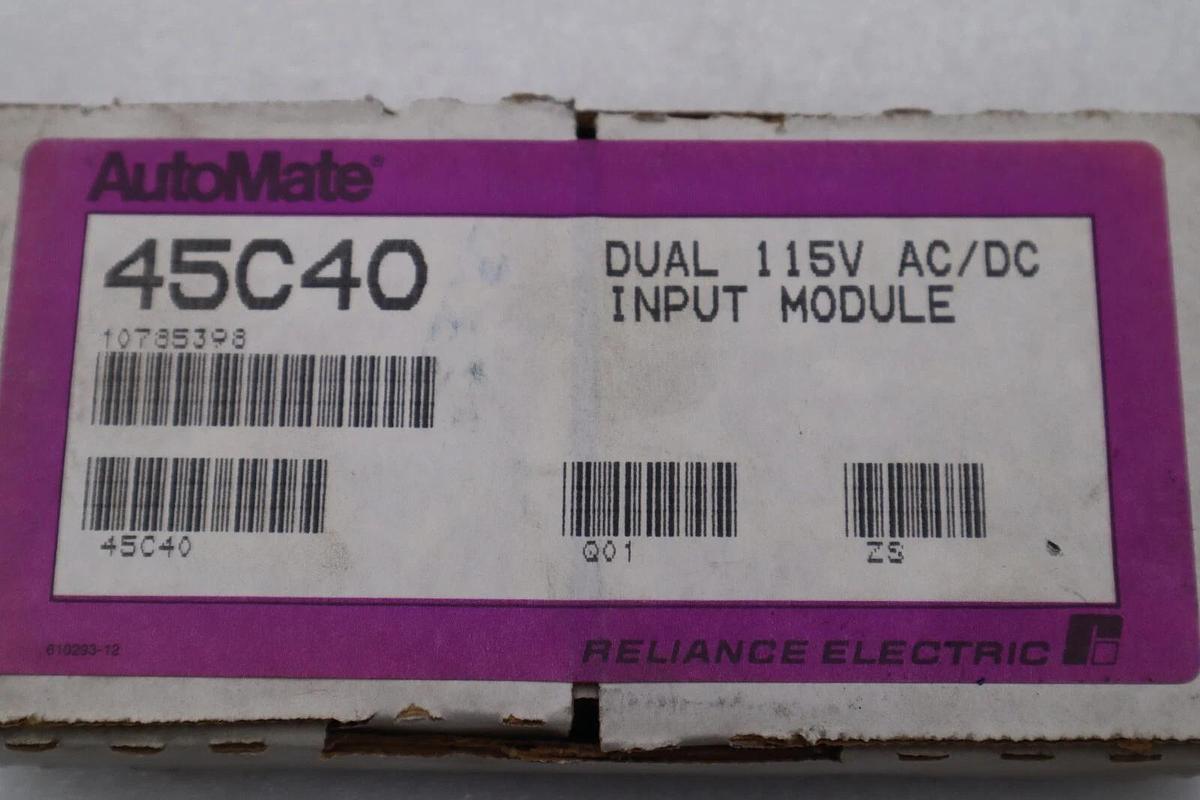 AutoMate®
45C40
DUAL 115V AC/DC
INPUT MODULE
10785398
45C40
Q01
ZS
610293-12
RELIANCE ELECTRIC